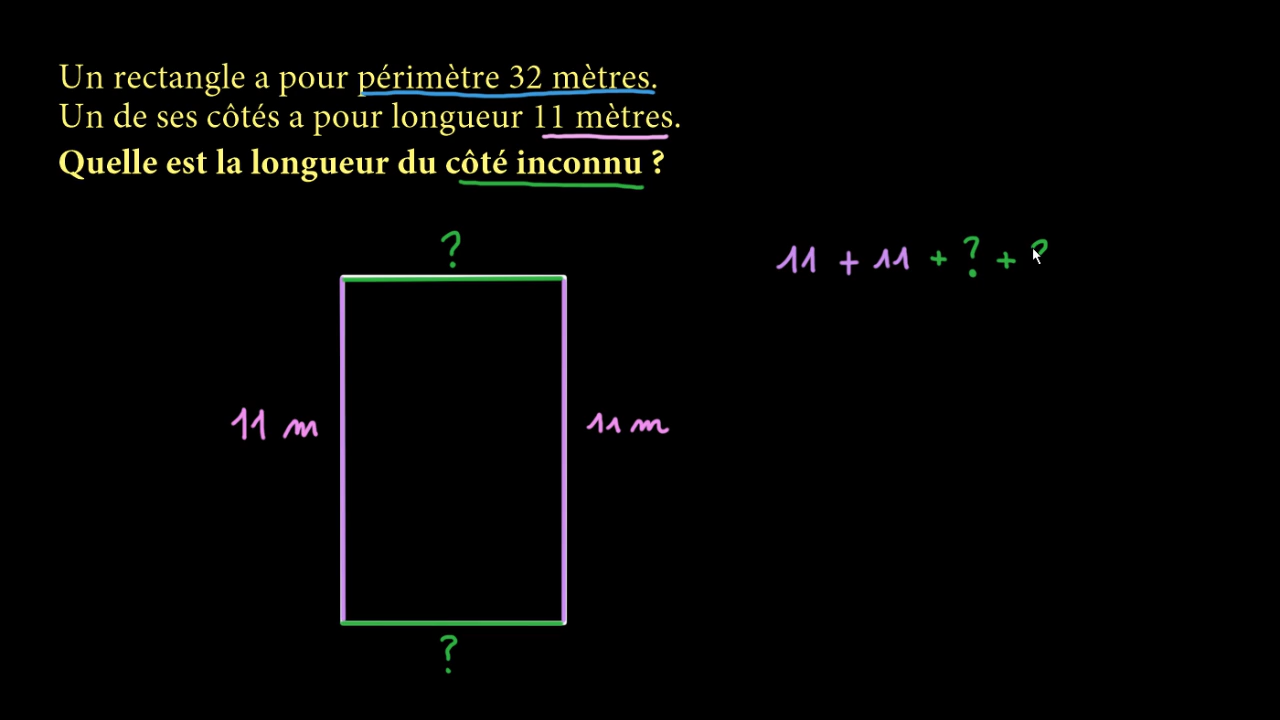 Un rectangle a pour périmètre 32 mètres.
Un de ses côtés a pour longueur 11 mètres.
Quelle est la longueur du côté inconnu ?
?
11 + 11 + ? + ?
11 m
11 m
?